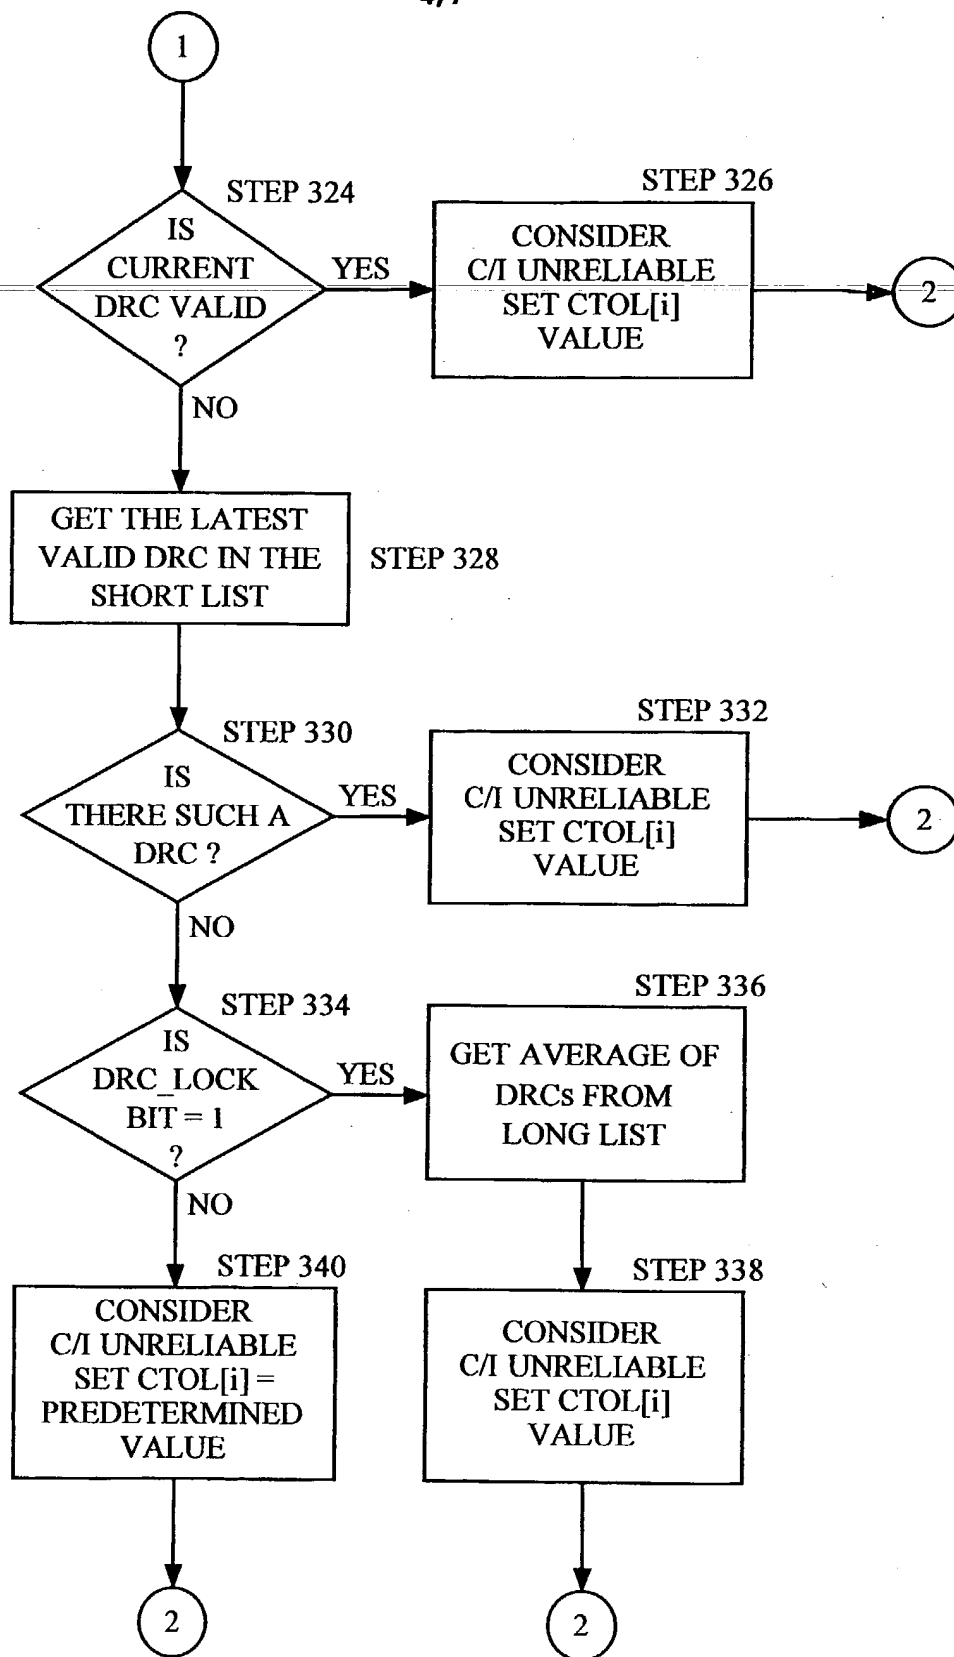 1
STEP 324
IS
CURRENT
DRC VALID
?
YES
STEP 326
CONSIDER
C/I UNRELIABLE
SET CTOL[i]
VALUE
2
NO
GET THE LATEST
VALID DRC IN THE
SHORT LIST
STEP 328
STEP 330
IS
THERE SUCH A
DRC ?
YES
STEP 332
CONSIDER
C/I UNRELIABLE
SET CTOL[i]
VALUE
2
NO
STEP 334
IS
DRC_LOCK
BIT = 1
?
YES
STEP 336
GET AVERAGE OF
DRCs FROM
LONG LIST
NO
STEP 340
CONSIDER
C/I UNRELIABLE
SET CTOL[i] =
PREDETERMINED
VALUE
STEP 338
CONSIDER
C/I UNRELIABLE
SET CTOL[i]
VALUE
2
2